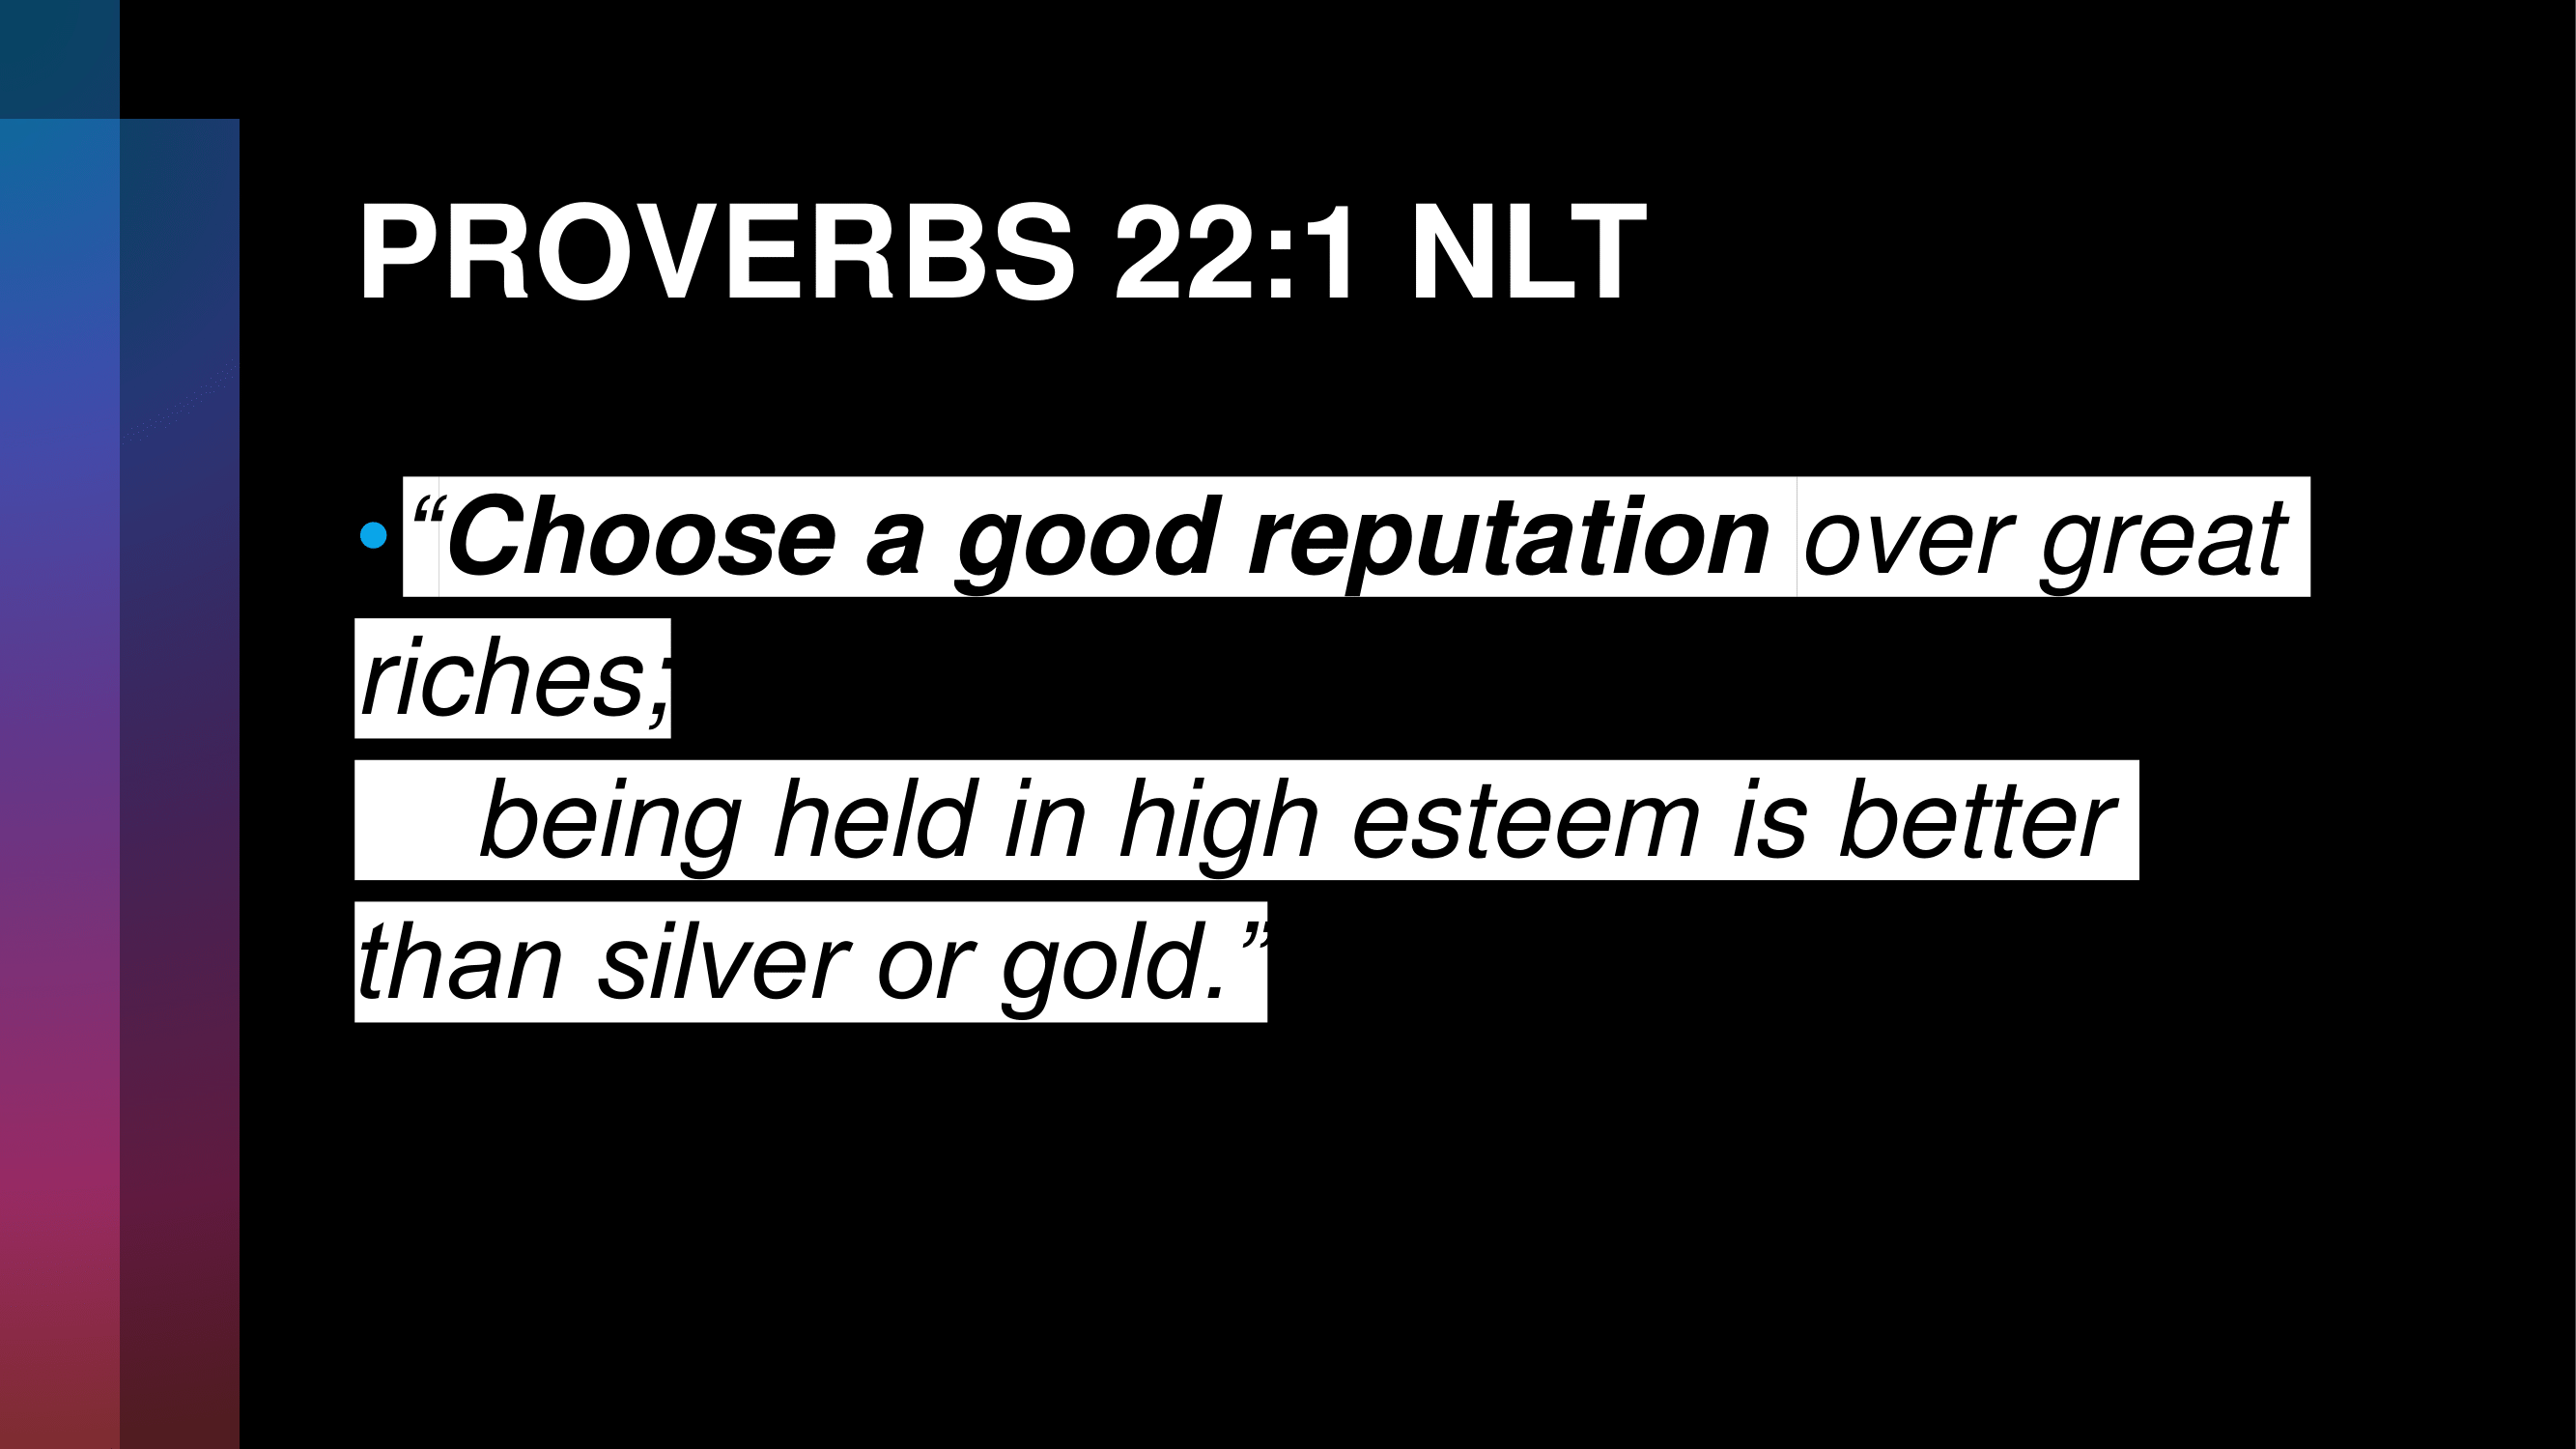 PROVERBS 22:1 NLT
• “Choose a good reputation over great
riches;
being held in high esteem is better
than silver or gold.”